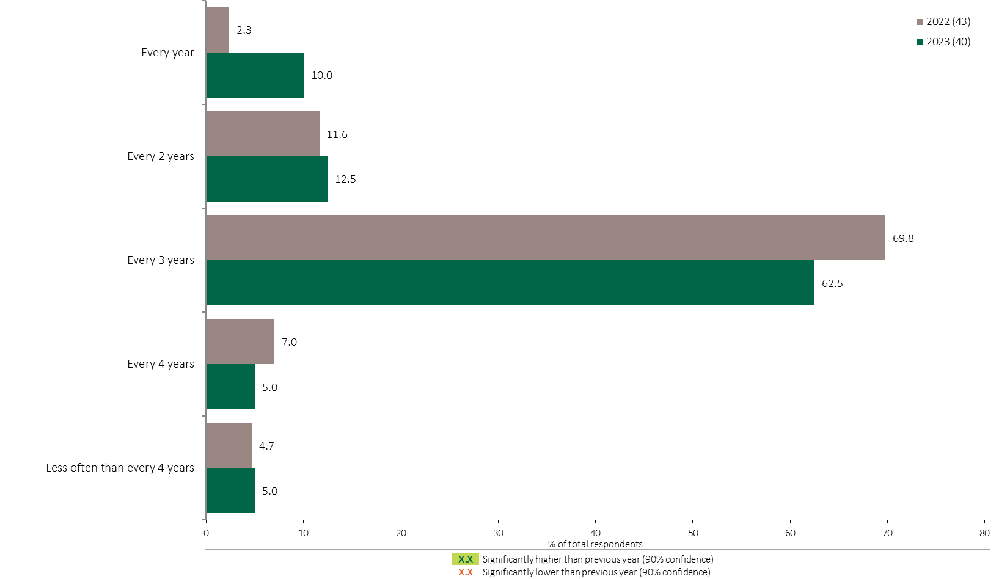 2022 (43)
2023 (40)
Every year
2.3
10.0
Every 2 years
11.6
12.5
Every 3 years
69.8
62.5
Every 4 years
7.0
5.0
Less often than every 4 years
4.7
5.0
0 10 20 30 40 50 60 70 80
% of total respondents
X.X Significantly higher than previous year (90% confidence)
X.X Significantly lower than previous year (90% confidence)